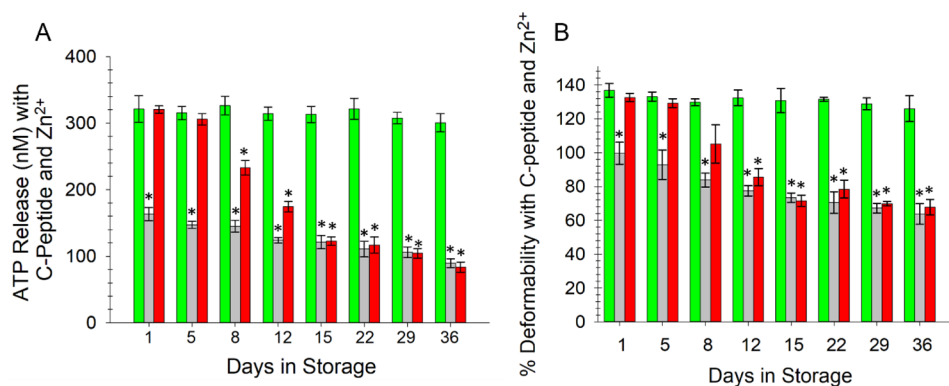 A
ATP Release (nM) with
C-Peptide and Zn²⁺
400
300
200
100
0
* * * * * * * * * * * * * *
1 5 8 12 15 22 29 36
Days in Storage
B
% Deformability with C-peptide and Zn²⁺
140
120
100
80
60
40
20
0
* * * * * * * * * * * * *
1 5 8 12 15 22 29 36
Days in Storage